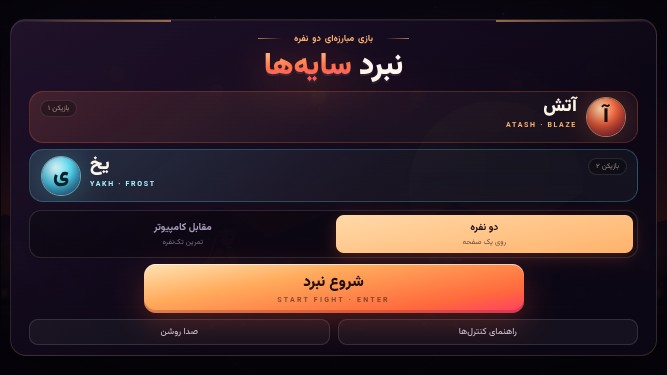 بازی مبارزه‌ای دو نفره
نبرد سایه‌ها
آ
آتش
ATASH · BLAZE
بازیکن ۱
بازیکن ۲
یخ
YAKH · FROST
ی
دو نفره
روی یک صفحه
مقابل کامپیوتر
تمرین تک‌نفره
شروع نبرد
START FIGHT · ENTER
راهنمای کنترل‌ها
صدا روشن